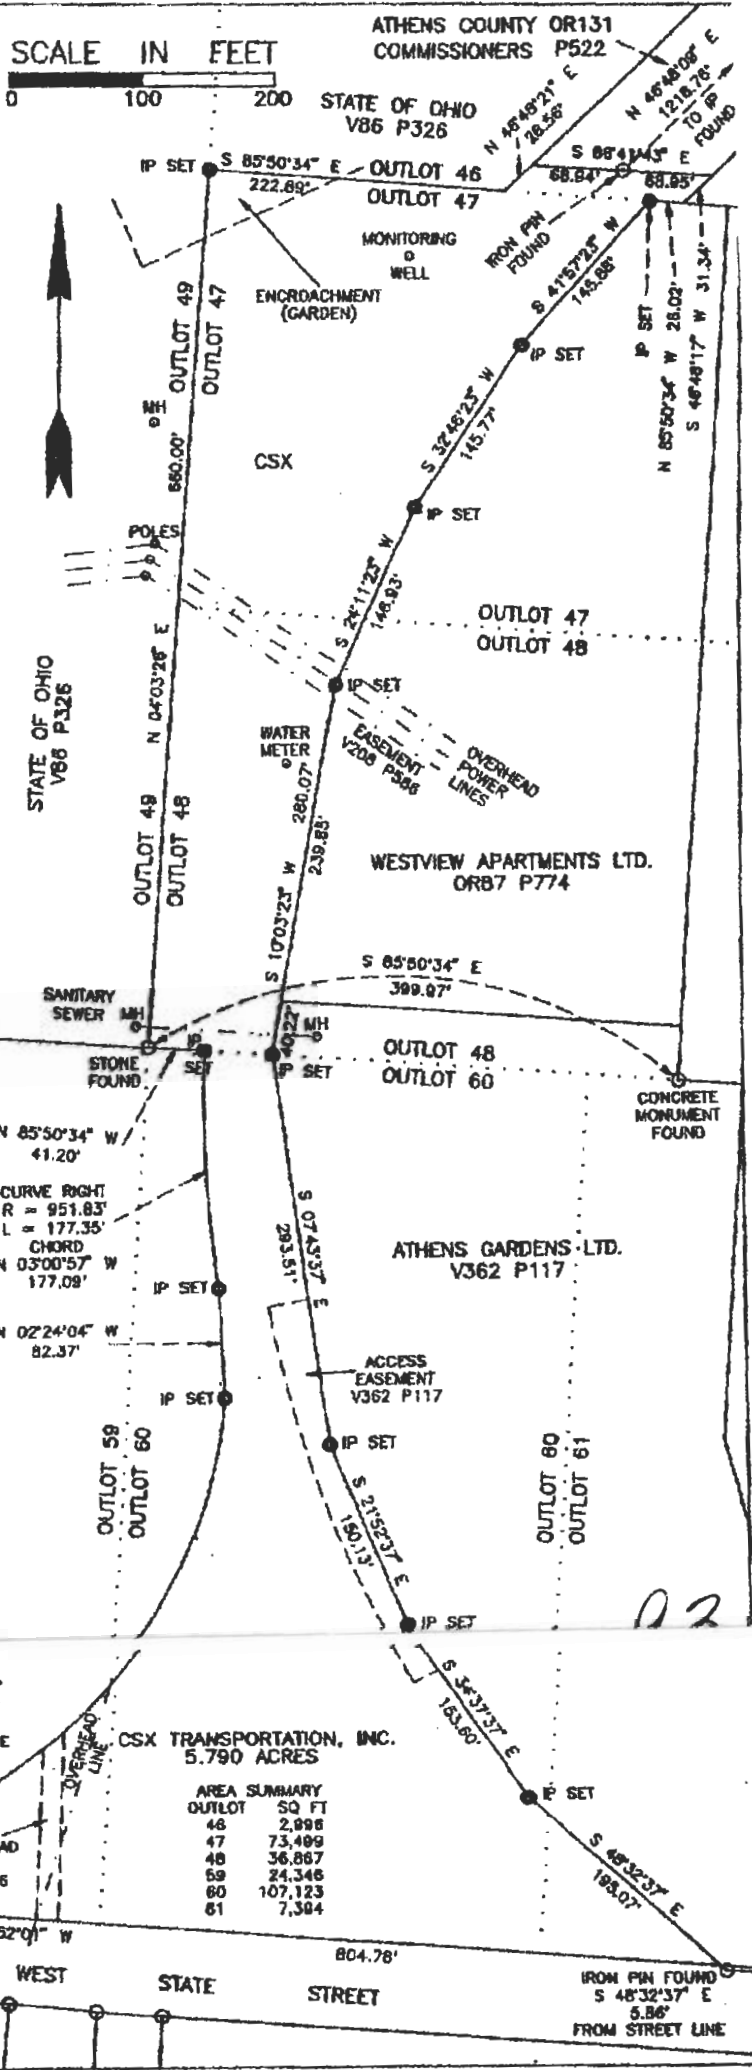 ATHENS COUNTY OR131
COMMISSIONERS P522
SCALE IN FEET
0 100 200
STATE OF OHIO
V86 P326
N 46°48'21" E
28.56'
N 46°48'09" E
1218.76'
TO IP
FOUND
IP SET
S 85°50'34" E
222.89'
OUTLOT 46
OUTLOT 47
S 86°41'43" E
68.94'
68.95'
IRON PIN
FOUND
MONITORING
WELL
ENCROACHMENT
(GARDEN)
S 41°57'23" W
145.88'
IP SET
N 85°50'34" W 26.02'
S 46°48'17" W 31.34'
IP SET
OUTLOT 49
OUTLOT 47
MH
660.00'
CSX
S 32°46'23" W
145.77'
IP SET
POLES
S 24°11'23" W
146.93'
OUTLOT 47
OUTLOT 48
N 04°03'26" E
IP SET
STATE OF OHIO
V86 P326
WATER
METER
EASEMENT
V208 P586
OVERHEAD
POWER
LINES
280.07'
239.85'
OUTLOT 49
OUTLOT 48
WESTVIEW APARTMENTS LTD.
OR87 P774
S 10°03'23" W
S 85°50'34" E
399.97'
SANITARY
SEWER
MH
MH
40.22'
STONE
FOUND
IP
SET
IP SET
OUTLOT 48
OUTLOT 60
CONCRETE
MONUMENT
FOUND
N 85°50'34" W
41.20'
CURVE RIGHT
R = 951.83'
L = 177.35'
CHORD
N 03°00'57" W
177.09'
S 07°43'37" E
293.51'
ATHENS GARDENS LTD.
V362 P117
IP SET
N 02°24'04" W
82.37'
ACCESS
EASEMENT
V362 P117
IP SET
IP SET
OUTLOT 59
OUTLOT 60
S 21°52'37" E
150.13'
OUTLOT 60
OUTLOT 61
IP SET
S 34°37'37" E
153.60'
OVERHEAD
LINE
CSX TRANSPORTATION, INC.
5.790 ACRES
IP SET
AREA SUMMARY
OUTLOT SQ FT
46 2,996
47 73,499
48 36,867
59 24,346
60 107,123
61 7,394
S 48°32'37" E
195.07'
804.76'
WEST STATE STREET
IRON PIN FOUND
S 48°32'37" E
5.86'
FROM STREET LINE